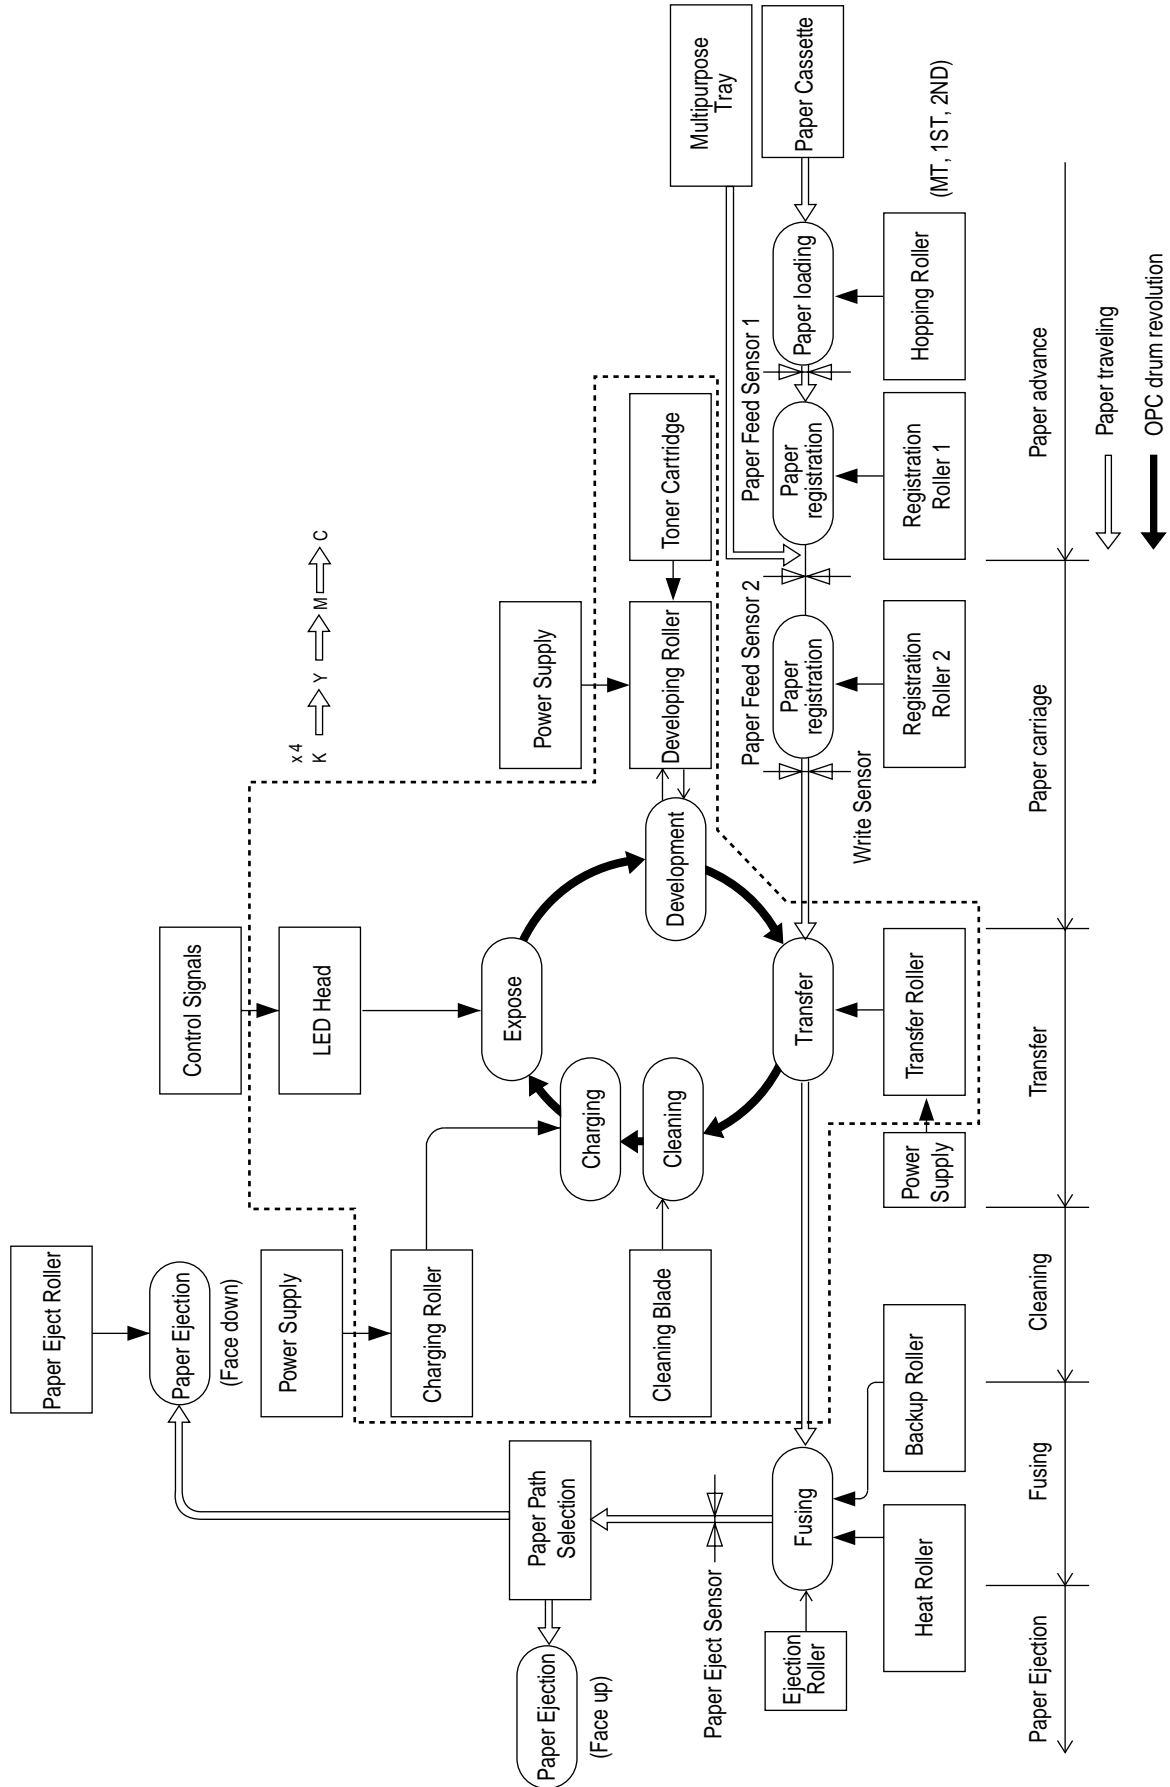 Paper Eject Roller
Paper Ejection
(Face down)
Paper Path
Selection
Paper Ejection
(Face up)
Paper Eject Sensor
Power Supply
Charging Roller
Cleaning Blade
Control Signals
LED Head
Expose
Charging
Cleaning
Development
Transfer
x 4
K Y M C
Power Supply
Developing Roller
Toner Cartridge
Multipurpose
Tray
Paper Cassette
Paper loading
Paper Feed Sensor 1
Paper
registration
Paper Feed Sensor 2
Paper
registration
Write Sensor
Fusing
Ejection
Roller
Heat Roller
Backup Roller
Power
Supply
Transfer Roller
Registration
Roller 2
Registration
Roller 1
Hopping Roller
(MT, 1ST, 2ND)
Paper Ejection
Fusing
Cleaning
Transfer
Paper carriage
Paper advance
Paper traveling
OPC drum revolution